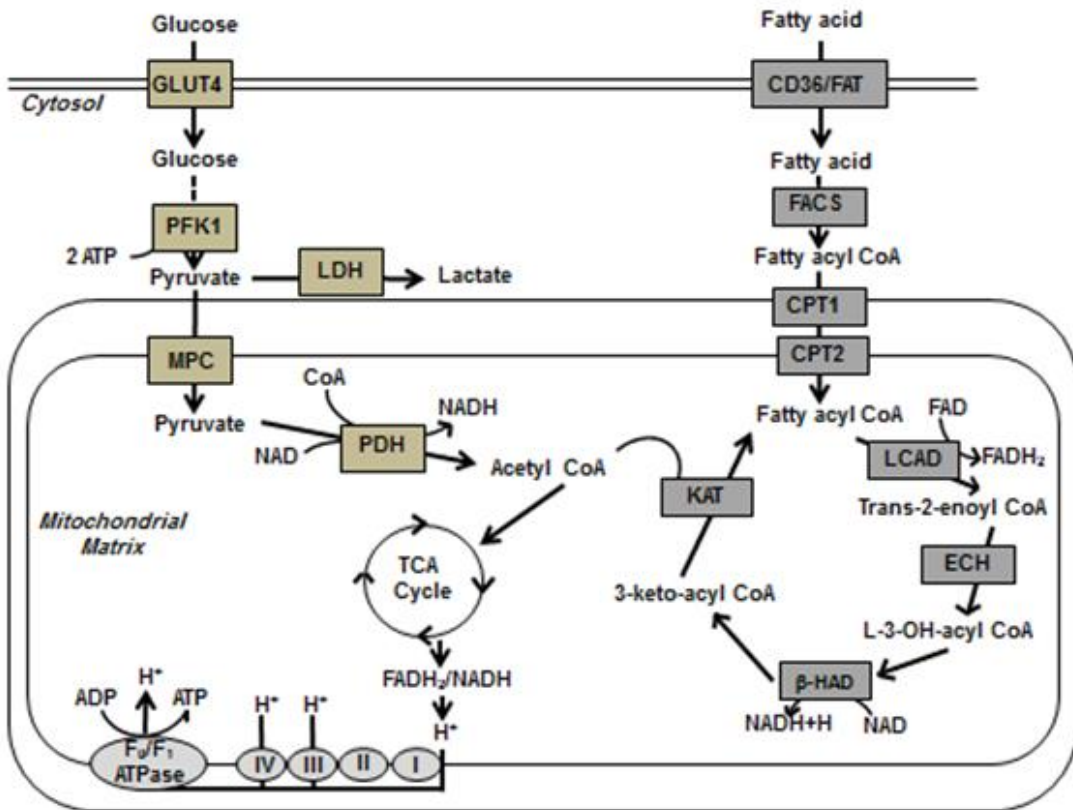 Glucose
Fatty acid
GLUT4
CD36/FAT
Cytosol
Glucose
Fatty acid
PFK1
FACS
2 ATP
Pyruvate
LDH
Lactate
Fatty acyl CoA
CPT1
MPC
CPT2
CoA
Pyruvate
NADH
NAD
PDH
Acetyl CoA
Fatty acyl CoA
FAD
LCAD
FADH₂
KAT
Trans-2-enoyl CoA
Mitochondrial
Matrix
TCA
Cycle
ECH
3-keto-acyl CoA
L-3-OH-acyl CoA
FADH₂/NADH
β-HAD
NADH+H
NAD
ADP
H⁺
ATP
H⁺
H⁺
H⁺
F₀/F₁
ATPase
IV
III
II
I